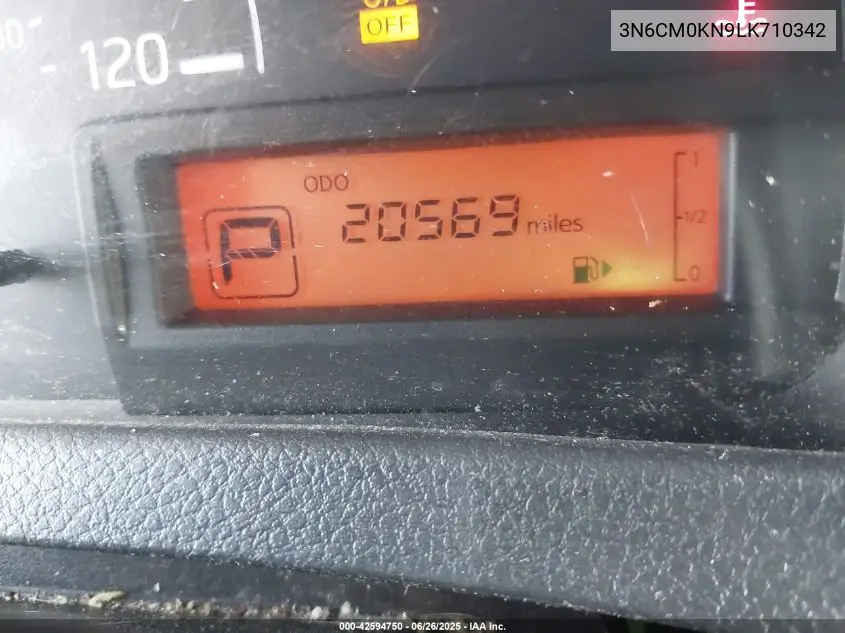 3N6CM0KN9LK710342
OFF
120
ODO
20569 miles
P
1
1/2
0
000-42594750 - 06/26/2025 - IAA Inc.